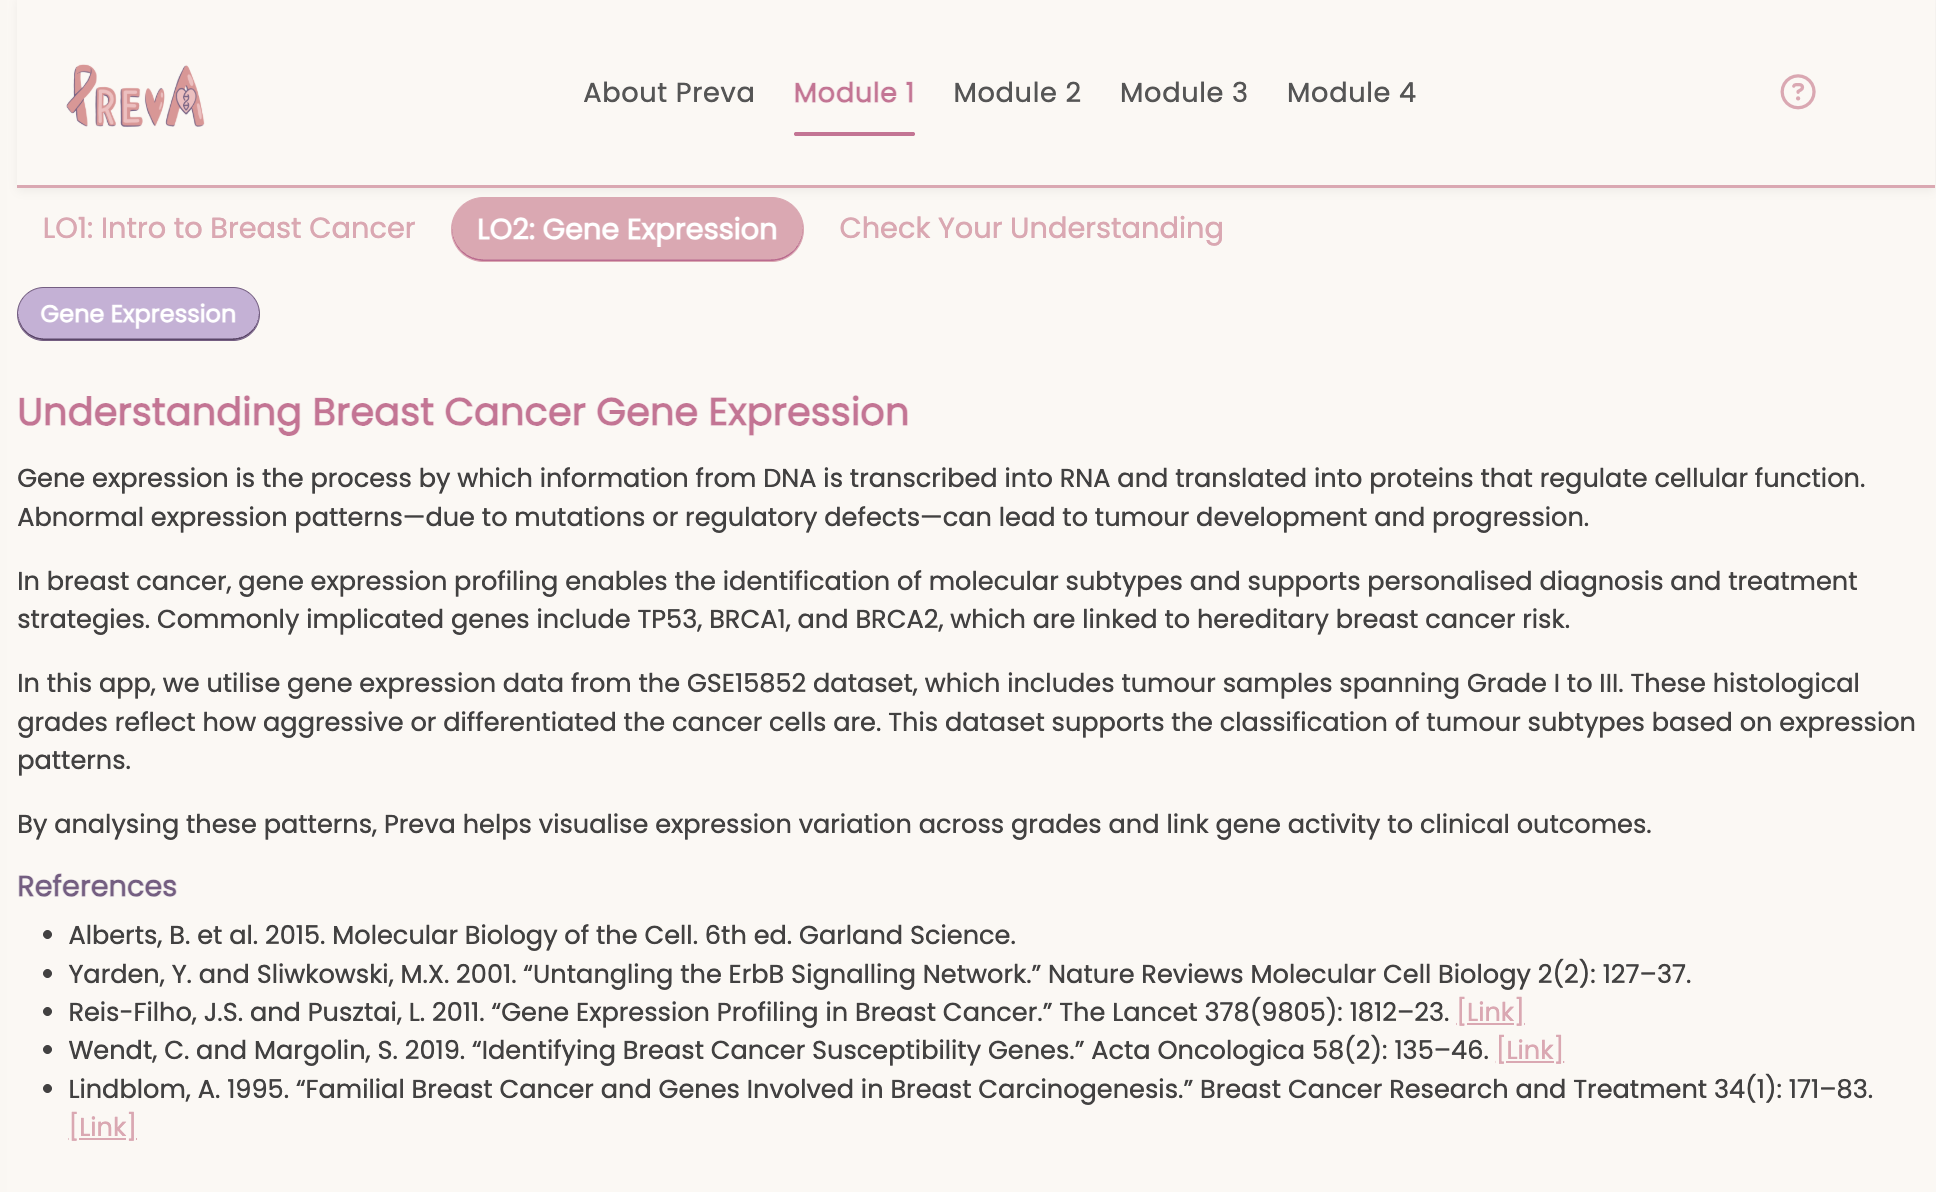 PREVA
About Preva Module 1 Module 2 Module 3 Module 4 ?
LO1: Intro to Breast Cancer LO2: Gene Expression Check Your Understanding
Gene Expression
Understanding Breast Cancer Gene Expression
Gene expression is the process by which information from DNA is transcribed into RNA and translated into proteins that regulate cellular function.
Abnormal expression patterns—due to mutations or regulatory defects—can lead to tumour development and progression.
In breast cancer, gene expression profiling enables the identification of molecular subtypes and supports personalised diagnosis and treatment
strategies. Commonly implicated genes include TP53, BRCA1, and BRCA2, which are linked to hereditary breast cancer risk.
In this app, we utilise gene expression data from the GSE15852 dataset, which includes tumour samples spanning Grade I to III. These histological
grades reflect how aggressive or differentiated the cancer cells are. This dataset supports the classification of tumour subtypes based on expression
patterns.
By analysing these patterns, Preva helps visualise expression variation across grades and link gene activity to clinical outcomes.
References
• Alberts, B. et al. 2015. Molecular Biology of the Cell. 6th ed. Garland Science.
• Yarden, Y. and Sliwkowski, M.X. 2001. “Untangling the ErbB Signalling Network.” Nature Reviews Molecular Cell Biology 2(2): 127–37.
• Reis-Filho, J.S. and Pusztai, L. 2011. “Gene Expression Profiling in Breast Cancer.” The Lancet 378(9805): 1812–23. [Link]
• Wendt, C. and Margolin, S. 2019. “Identifying Breast Cancer Susceptibility Genes.” Acta Oncologica 58(2): 135–46. [Link]
• Lindblom, A. 1995. “Familial Breast Cancer and Genes Involved in Breast Carcinogenesis.” Breast Cancer Research and Treatment 34(1): 171–83.
[Link]